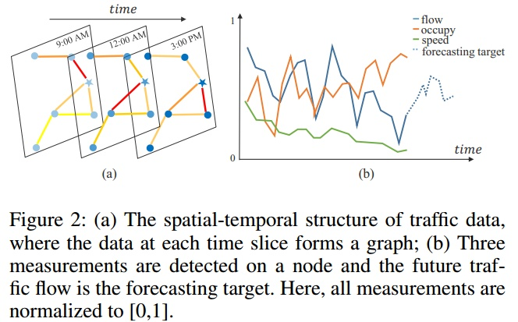 time
9:00 AM
12:00 AM
3:00 PM
(a)
1
0
flow
occupy
speed
forecasting target
time
(b)
Figure 2: (a) The spatial-temporal structure of traffic data,
where the data at each time slice forms a graph; (b) Three
measurements are detected on a node and the future traf-
fic flow is the forecasting target. Here, all measurements are
normalized to [0,1].